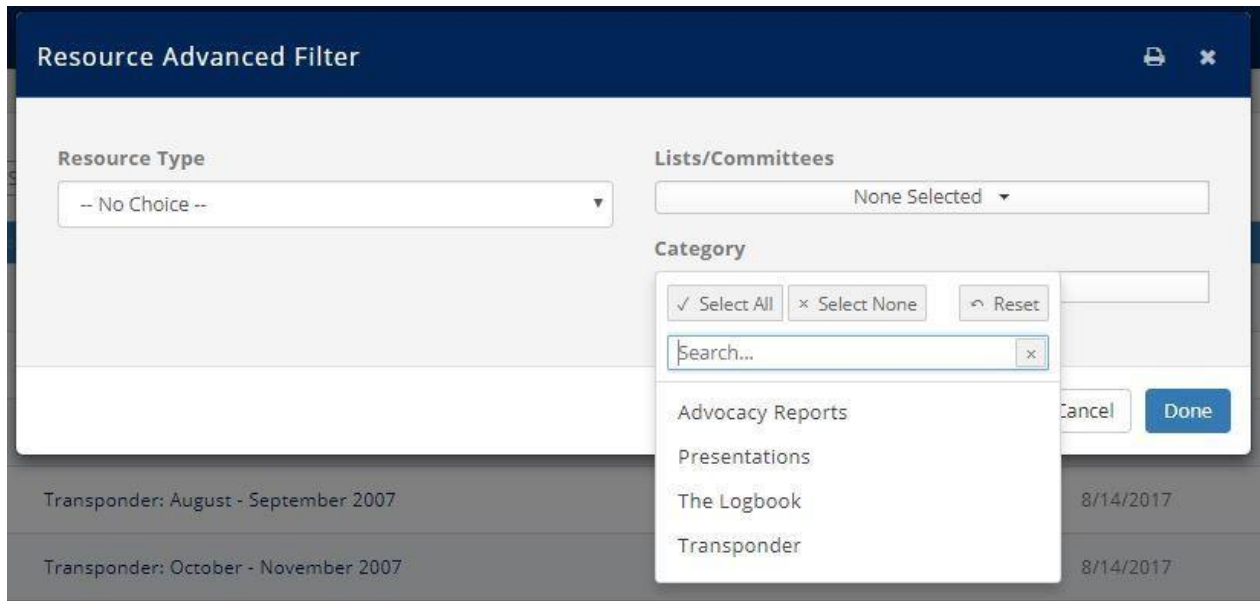 Resource Advanced Filter
Resource Type
Lists/Committees
-- No Choice --
None Selected
Category
Select All
Select None
Reset
Search...
Advocacy Reports
Cancel
Done
Presentations
The Logbook
Transponder
Transponder: August - September 2007
8/14/2017
Transponder: October - November 2007
8/14/2017